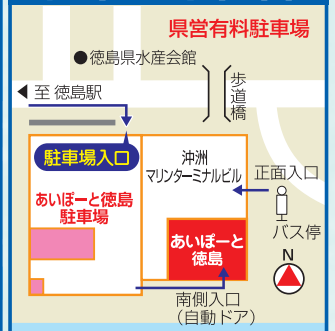 県営有料駐車場
徳島県水産会館
至 徳島駅
歩道橋
駐車場入口
沖洲
マリンターミナルビル
正面入口
あいぽーと徳島
駐車場
あいぽーと
徳島
バス停
N
南側入口
（自動ドア）